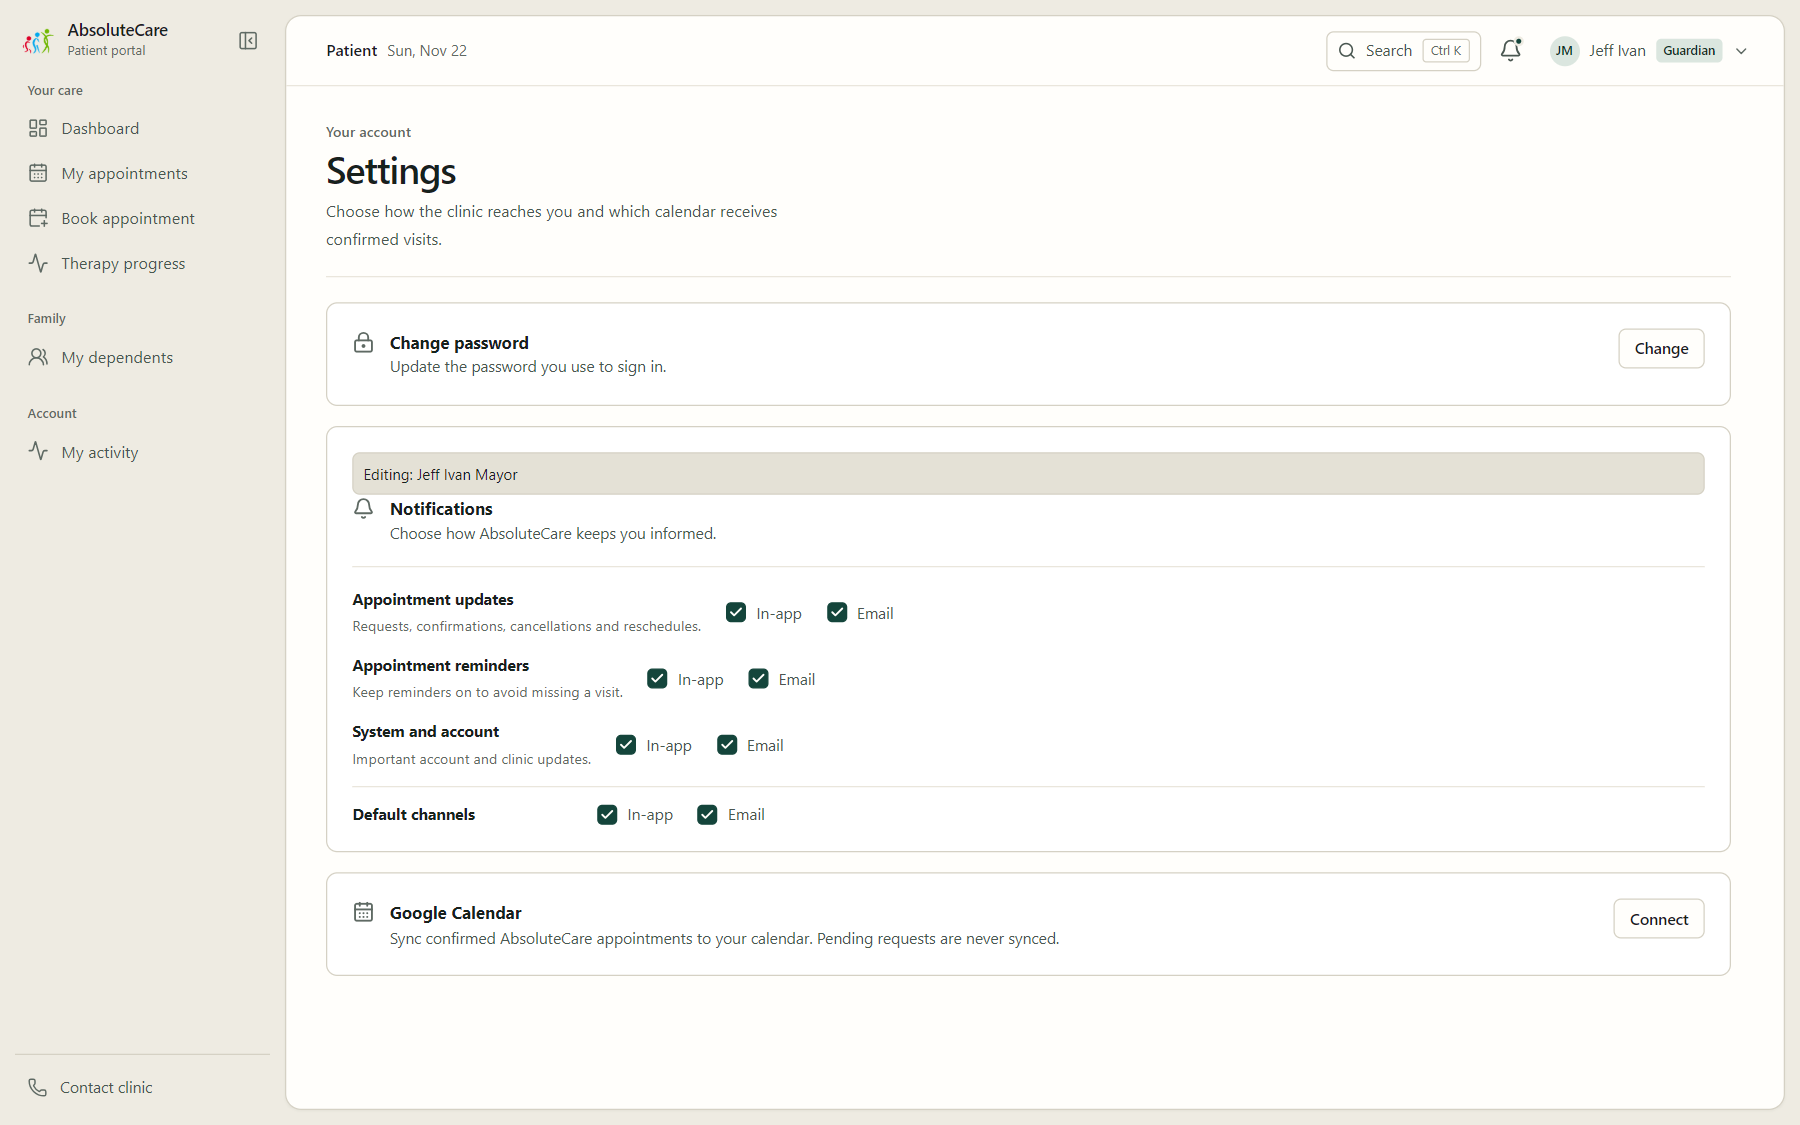 AbsoluteCare
Patient portal
Your care
Dashboard
My appointments
Book appointment
Therapy progress
Family
My dependents
Account
My activity
Contact clinic
Patient Sun, Nov 22
Search Ctrl K
JM Jeff Ivan Guardian
Your account
Settings
Choose how the clinic reaches you and which calendar receives
confirmed visits.
Change password
Update the password you use to sign in.
Change
Editing: Jeff Ivan Mayor
Notifications
Choose how AbsoluteCare keeps you informed.
Appointment updates
Requests, confirmations, cancellations and reschedules.
In-app Email
Appointment reminders
Keep reminders on to avoid missing a visit.
In-app Email
System and account
Important account and clinic updates.
In-app Email
Default channels In-app Email
Google Calendar
Sync confirmed AbsoluteCare appointments to your calendar. Pending requests are never synced.
Connect